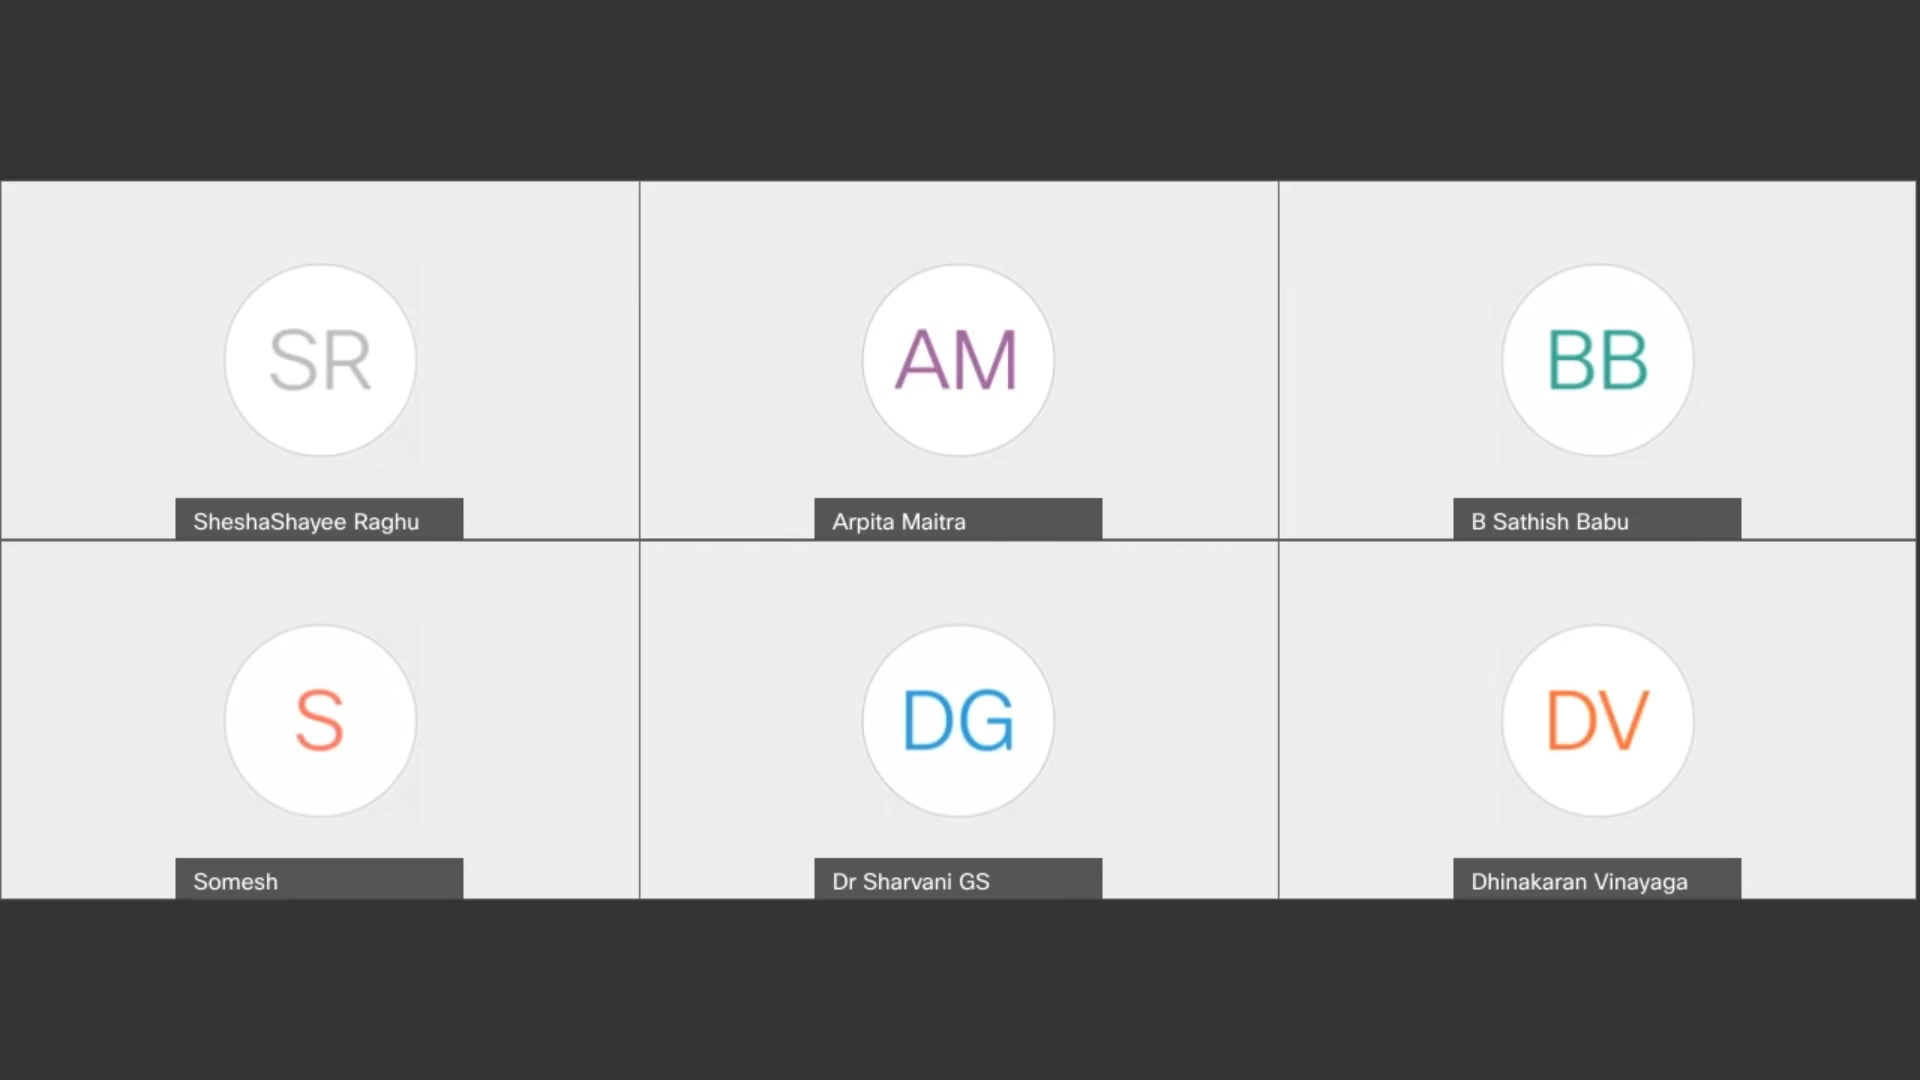 SR
AM
BB
SheshaShayee Raghu
Arpita Maitra
B Sathish Babu
S
DG
DV
Somesh
Dr Sharvani GS
Dhinakaran Vinayaga